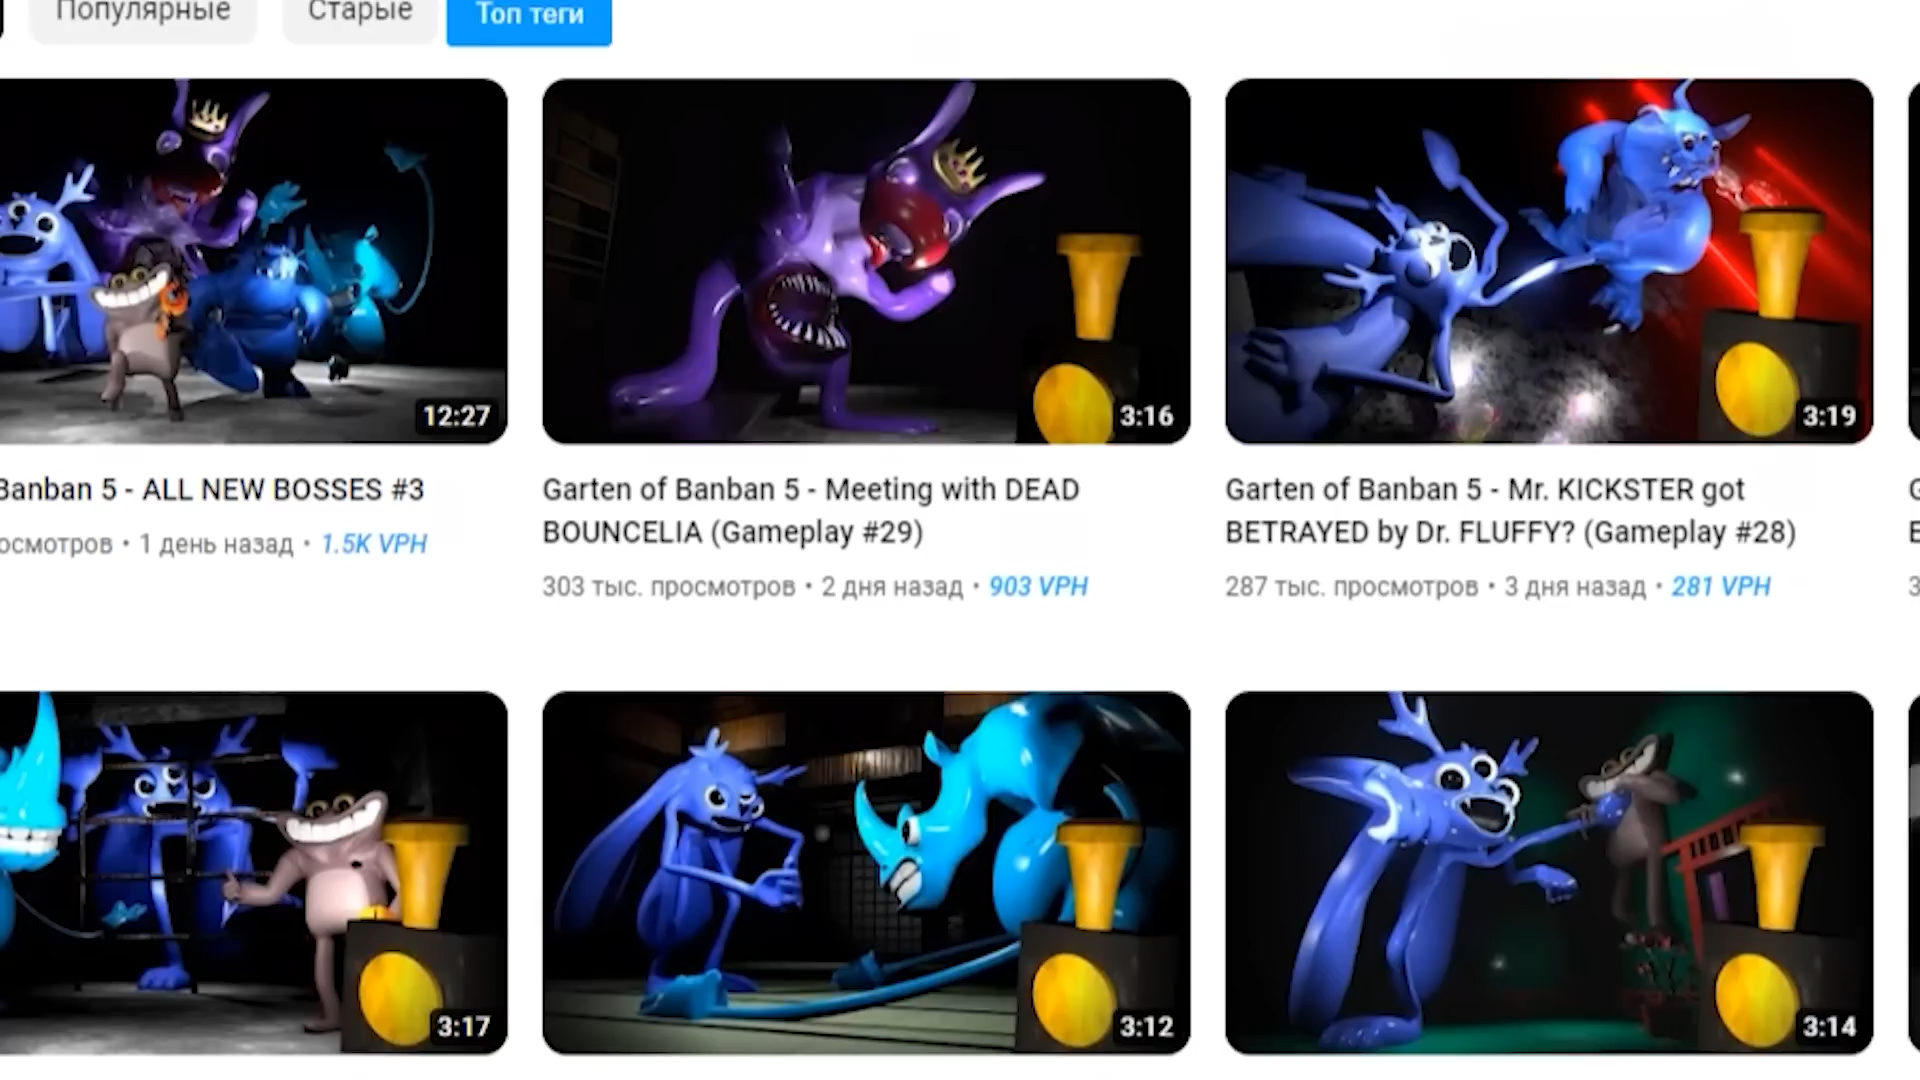 Популярные Старые Топ теги
12:27 3:16 3:19
Banban 5 - ALL NEW BOSSES #3
1 день назад • 1.5K VPH
Garten of Banban 5 - Meeting with DEAD
BOUNCELIA (Gameplay #29)
303 тыс. просмотров • 2 дня назад • 903 VPH
Garten of Banban 5 - Mr. KICKSTER got
BETRAYED by Dr. FLUFFY? (Gameplay #28)
287 тыс. просмотров • 3 дня назад • 281 VPH
3:17 3:12 3:14